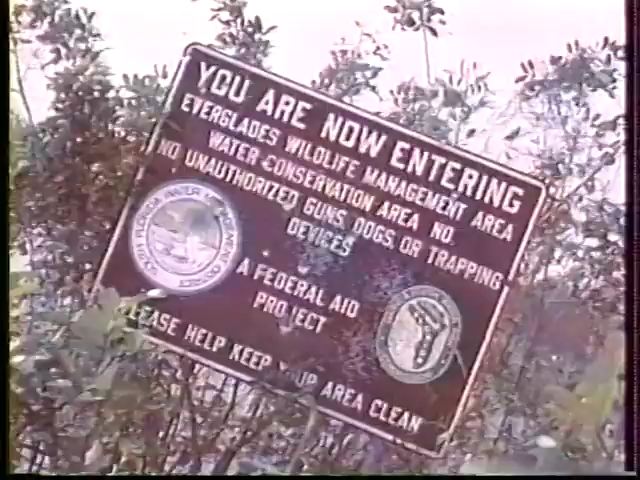 YOU ARE NOW ENTERING
EVERGLADES WILDLIFE MANAGEMENT AREA
WATER CONSERVATION AREA NO.
NO UNAUTHORIZED GUNS, DOGS, OR TRAPPING
DEVICES
A FEDERAL AID
PROJECT
PLEASE HELP KEEP YOUR AREA CLEAN